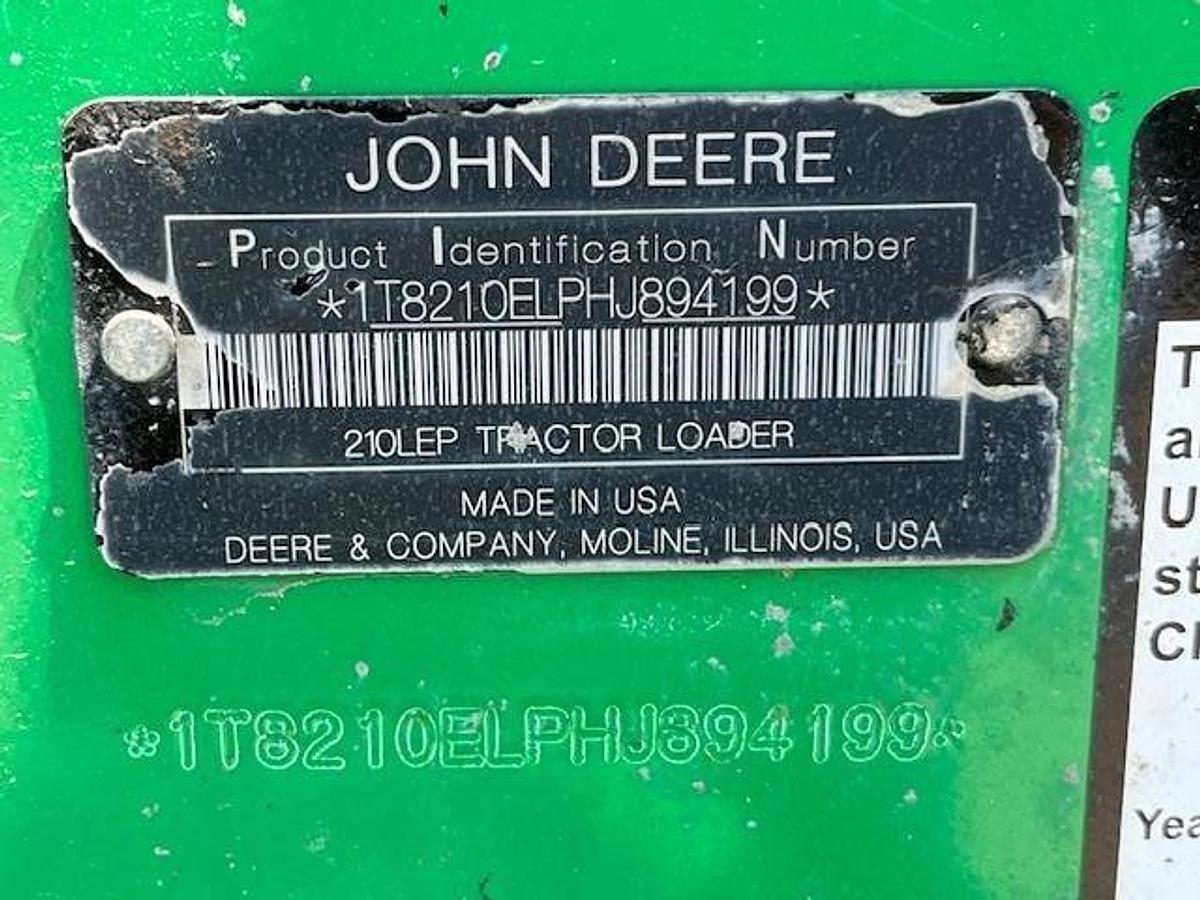 JOHN DEERE
Product Identification Number
*1T8210ELPHJ894199*
210LEP TRACTOR LOADER
MADE IN USA
DEERE & COMPANY, MOLINE, ILLINOIS, USA
*1T8210ELPHJ894199*